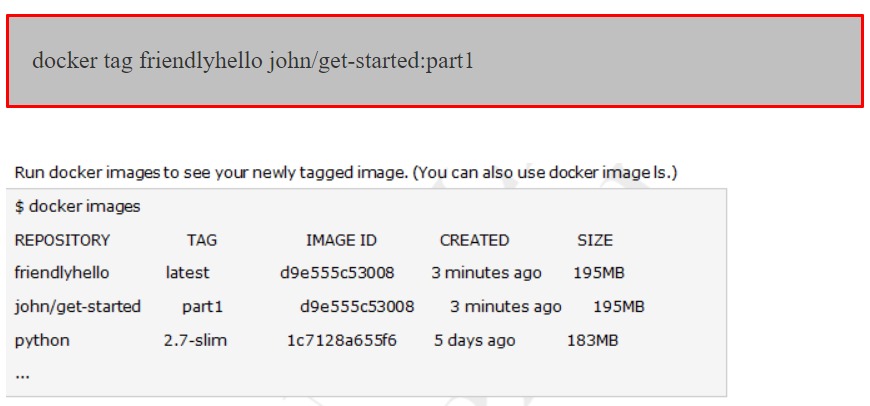 docker tag friendlyhello john/get-started:part1
Run docker images to see your newly tagged image. (You can also use docker image ls.)
$ docker images
REPOSITORY TAG IMAGE ID CREATED SIZE
friendlyhello latest d9e555c53008 3 minutes ago 195MB
john/get-started part1 d9e555c53008 3 minutes ago 195MB
python 2.7-slim 1c7128a655f6 5 days ago 183MB
...